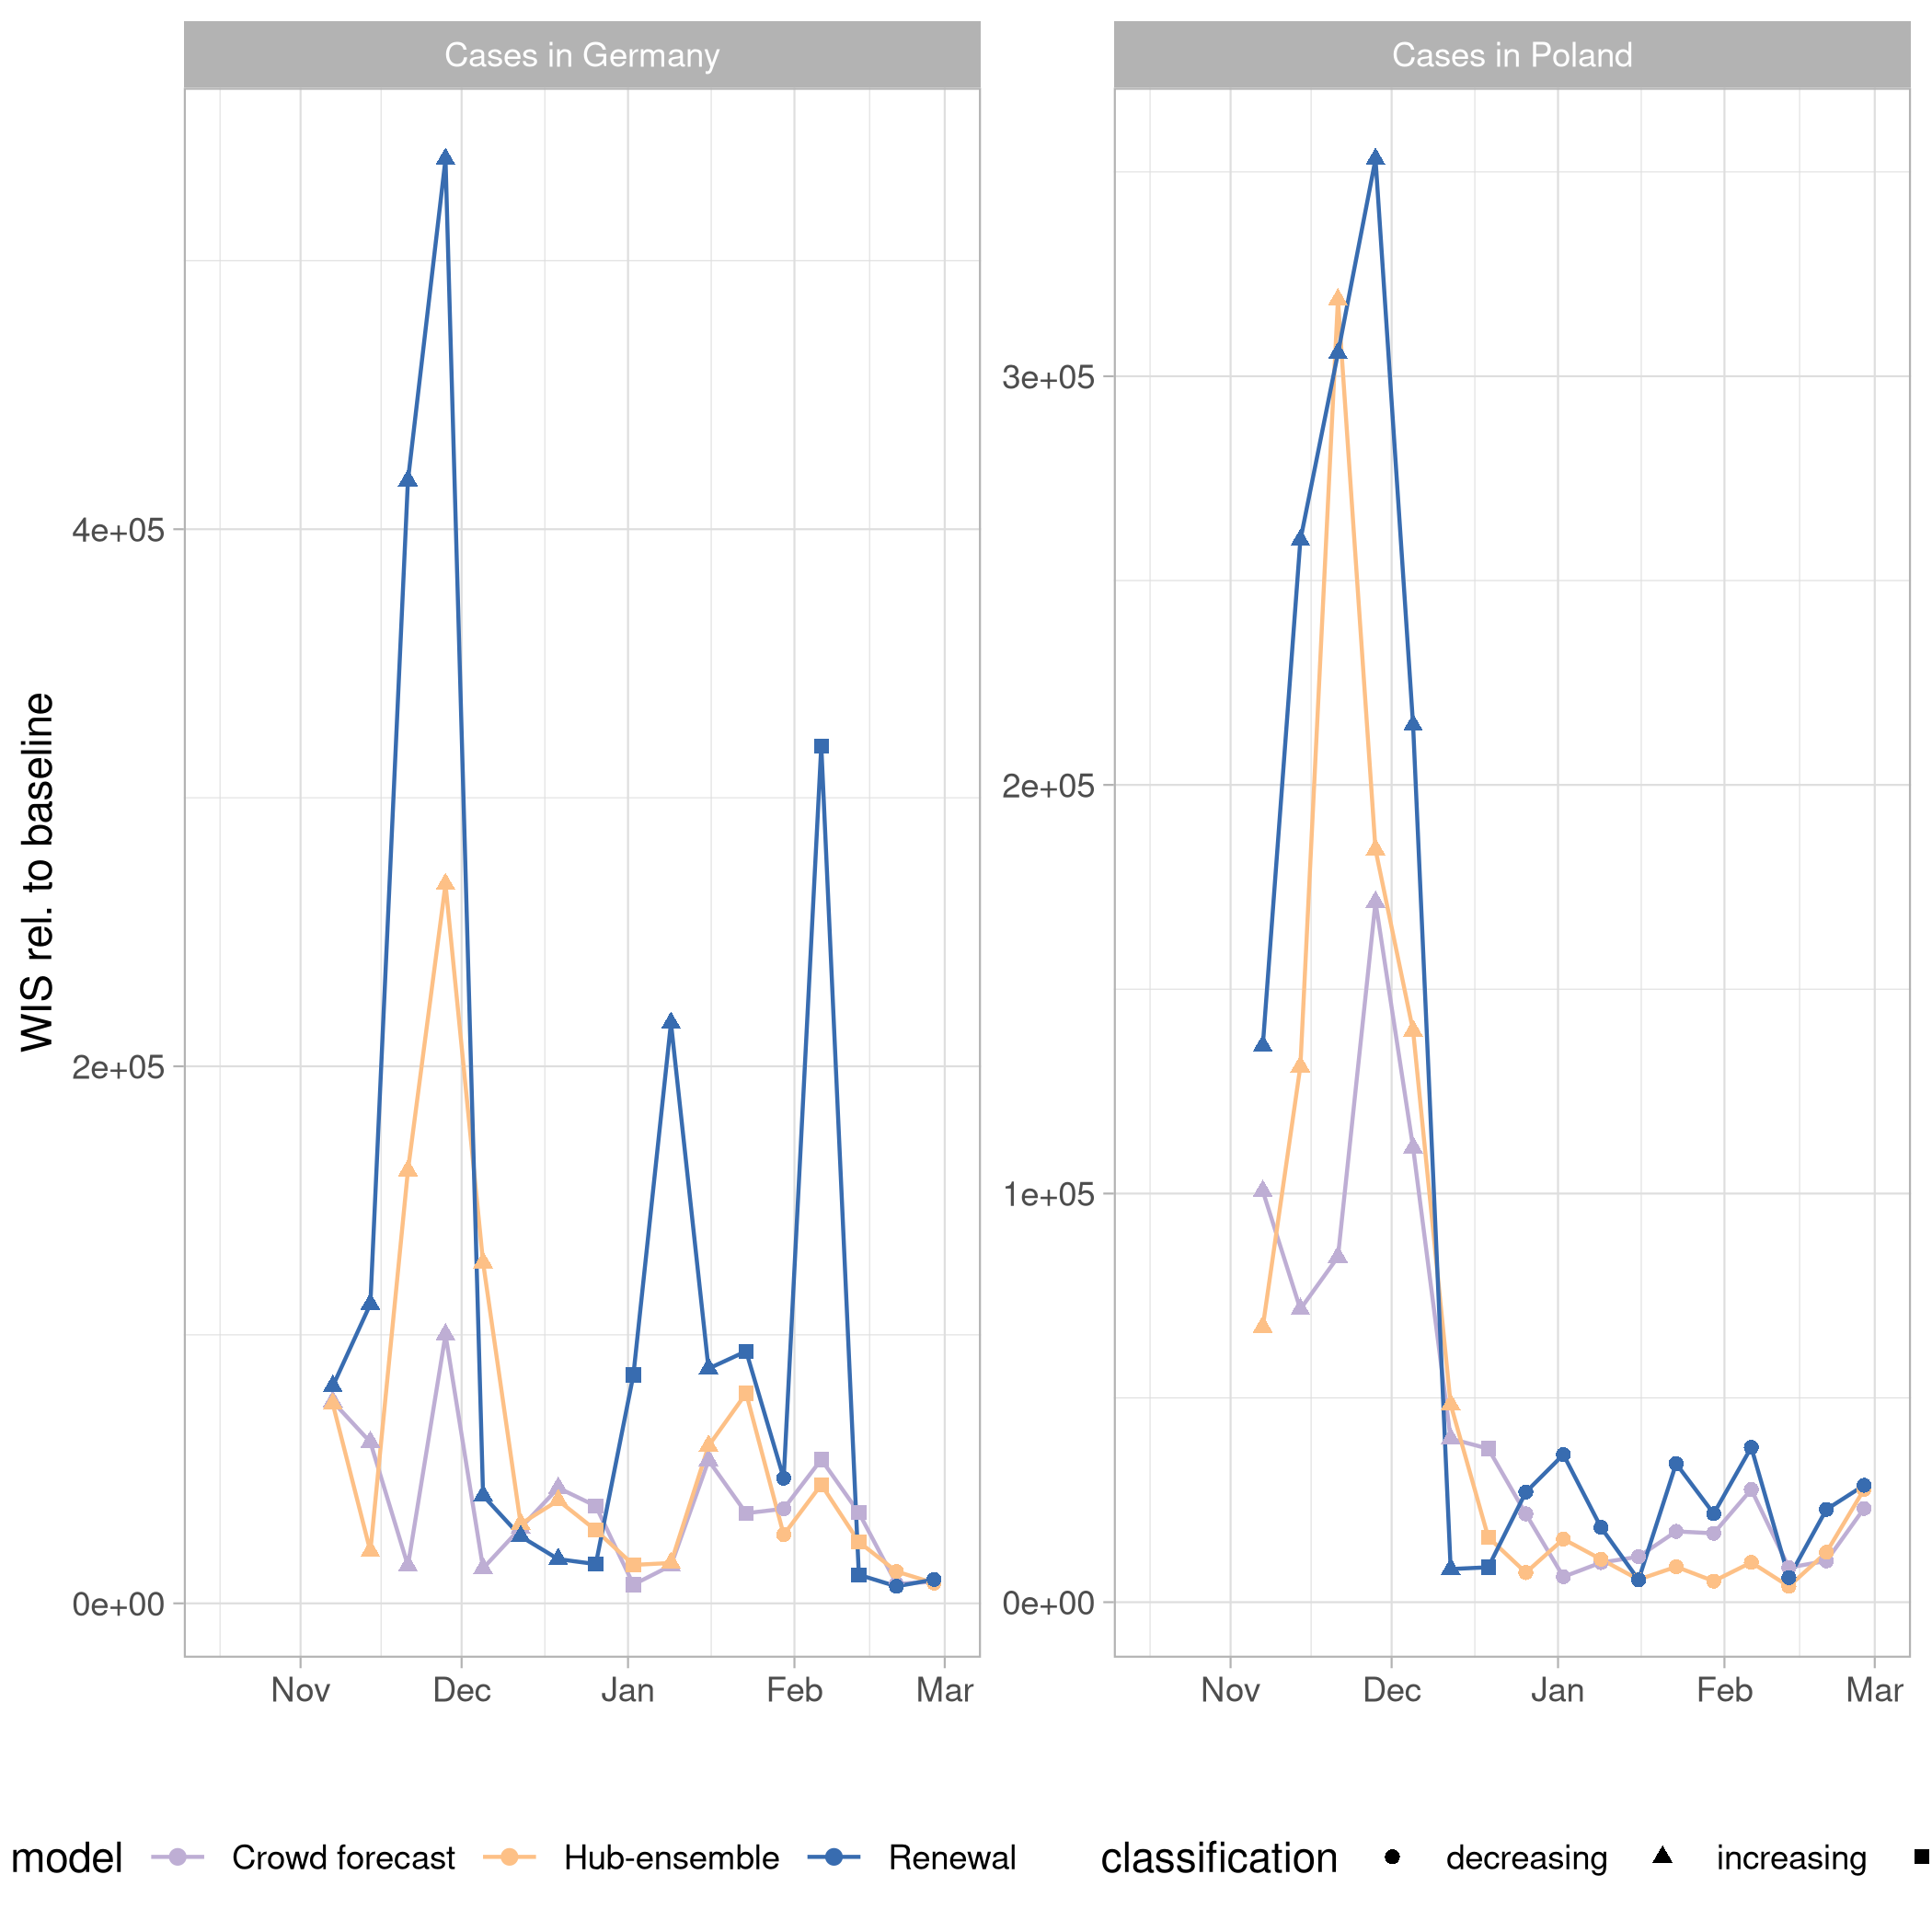 Cases in Germany
Cases in Poland
WIS rel. to baseline
4e+05
2e+05
0e+00
3e+05
2e+05
1e+05
0e+00
Nov Dec Jan Feb Mar
Nov Dec Jan Feb Mar
model Crowd forecast Hub-ensemble Renewal classification decreasing increasing